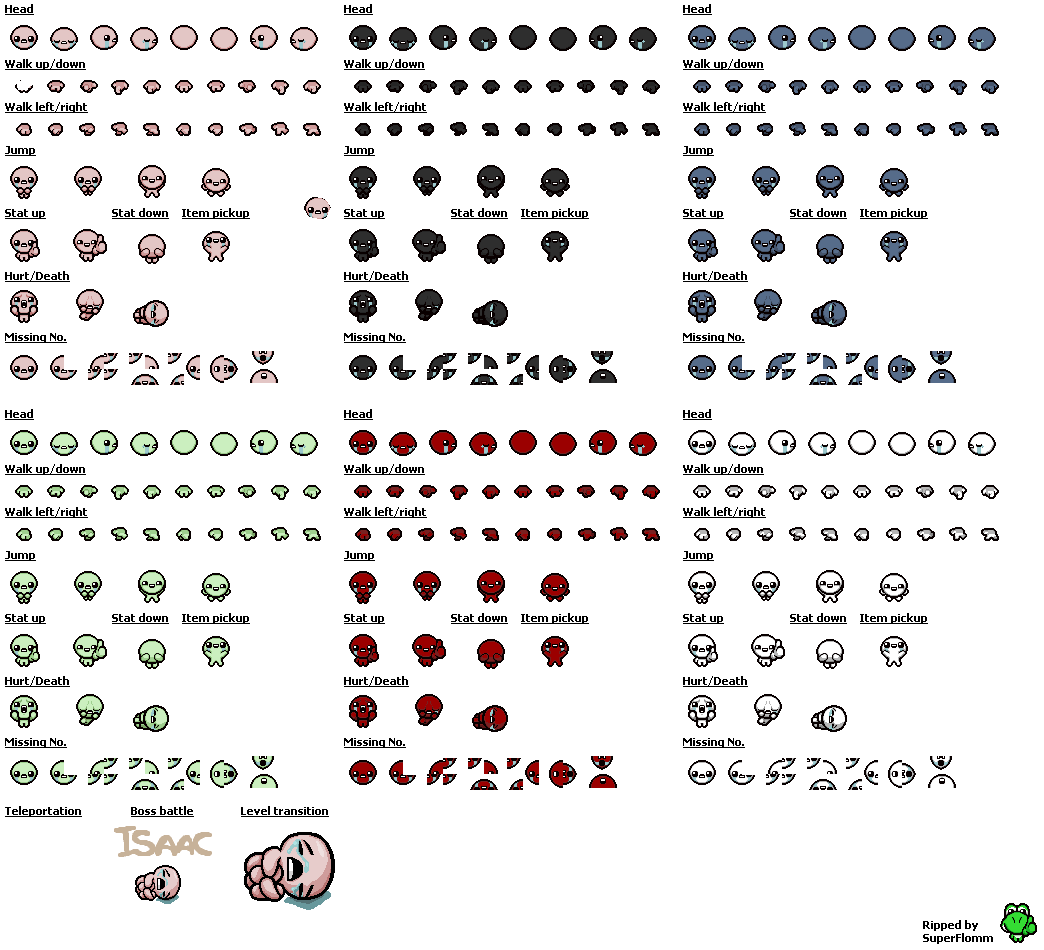 Head Head Head
Walk up/down Walk up/down Walk up/down
Walk left/right Walk left/right Walk left/right
Jump Jump Jump
Stat up Stat down Item pickup Stat up Stat down Item pickup Stat up Stat down Item pickup
Hurt/Death Hurt/Death Hurt/Death
Missing No. Missing No. Missing No.
Head Head Head
Walk up/down Walk up/down Walk up/down
Walk left/right Walk left/right Walk left/right
Jump Jump Jump
Stat up Stat down Item pickup Stat up Stat down Item pickup Stat up Stat down Item pickup
Hurt/Death Hurt/Death Hurt/Death
Missing No. Missing No. Missing No.
Teleportation Boss battle Level transition
ISAAC
Ripped by
SuperFlomm